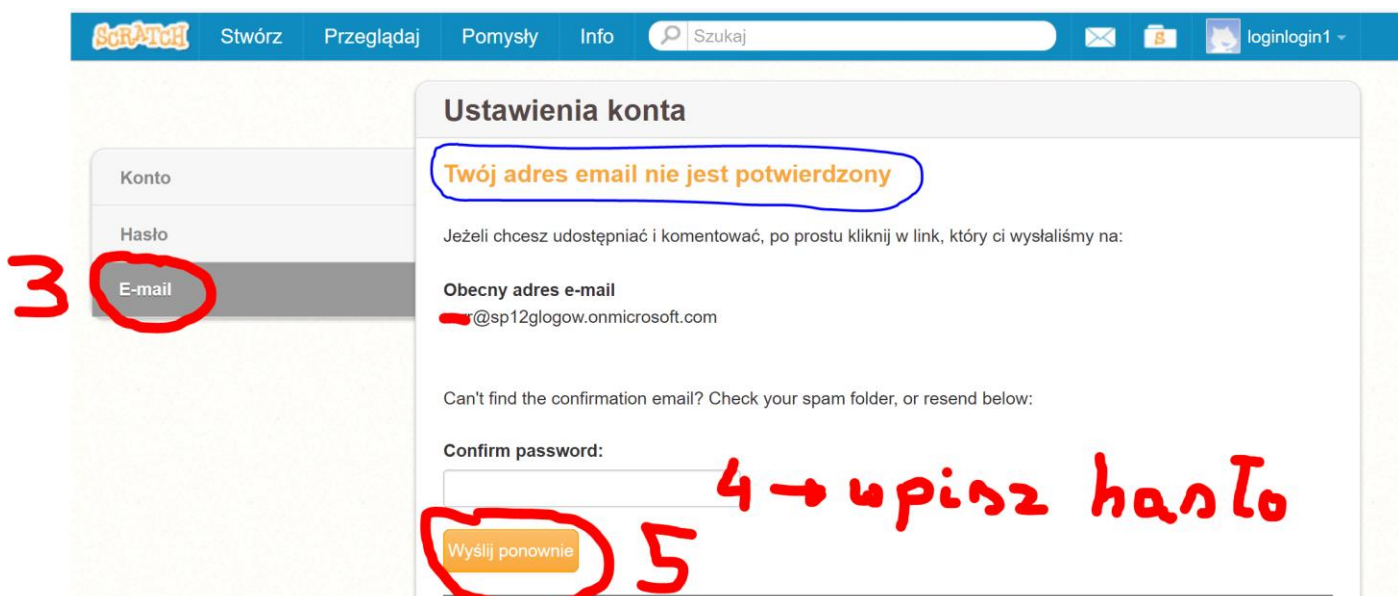 SCRATCH Stwórz Przeglądaj Pomysły Info Szukaj S loginlogin1
Ustawienia konta
Twój adres email nie jest potwierdzony
Konto
Hasło
Jeżeli chcesz udostępniać i komentować, po prostu kliknij w link, który ci wysłaliśmy na:
3 E-mail
Obecny adres e-mail
r@sp12glogow.onmicrosoft.com
Can't find the confirmation email? Check your spam folder, or resend below:
Confirm password:
4 → wpisz hasło
Wyślij ponownie 5